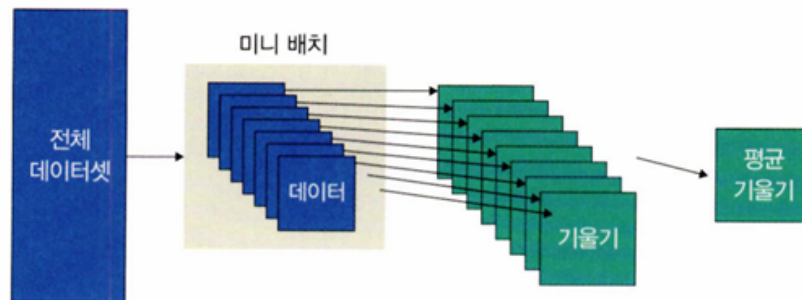 미니 배치
전체
데이터셋
데이터
기울기
평균
기울기